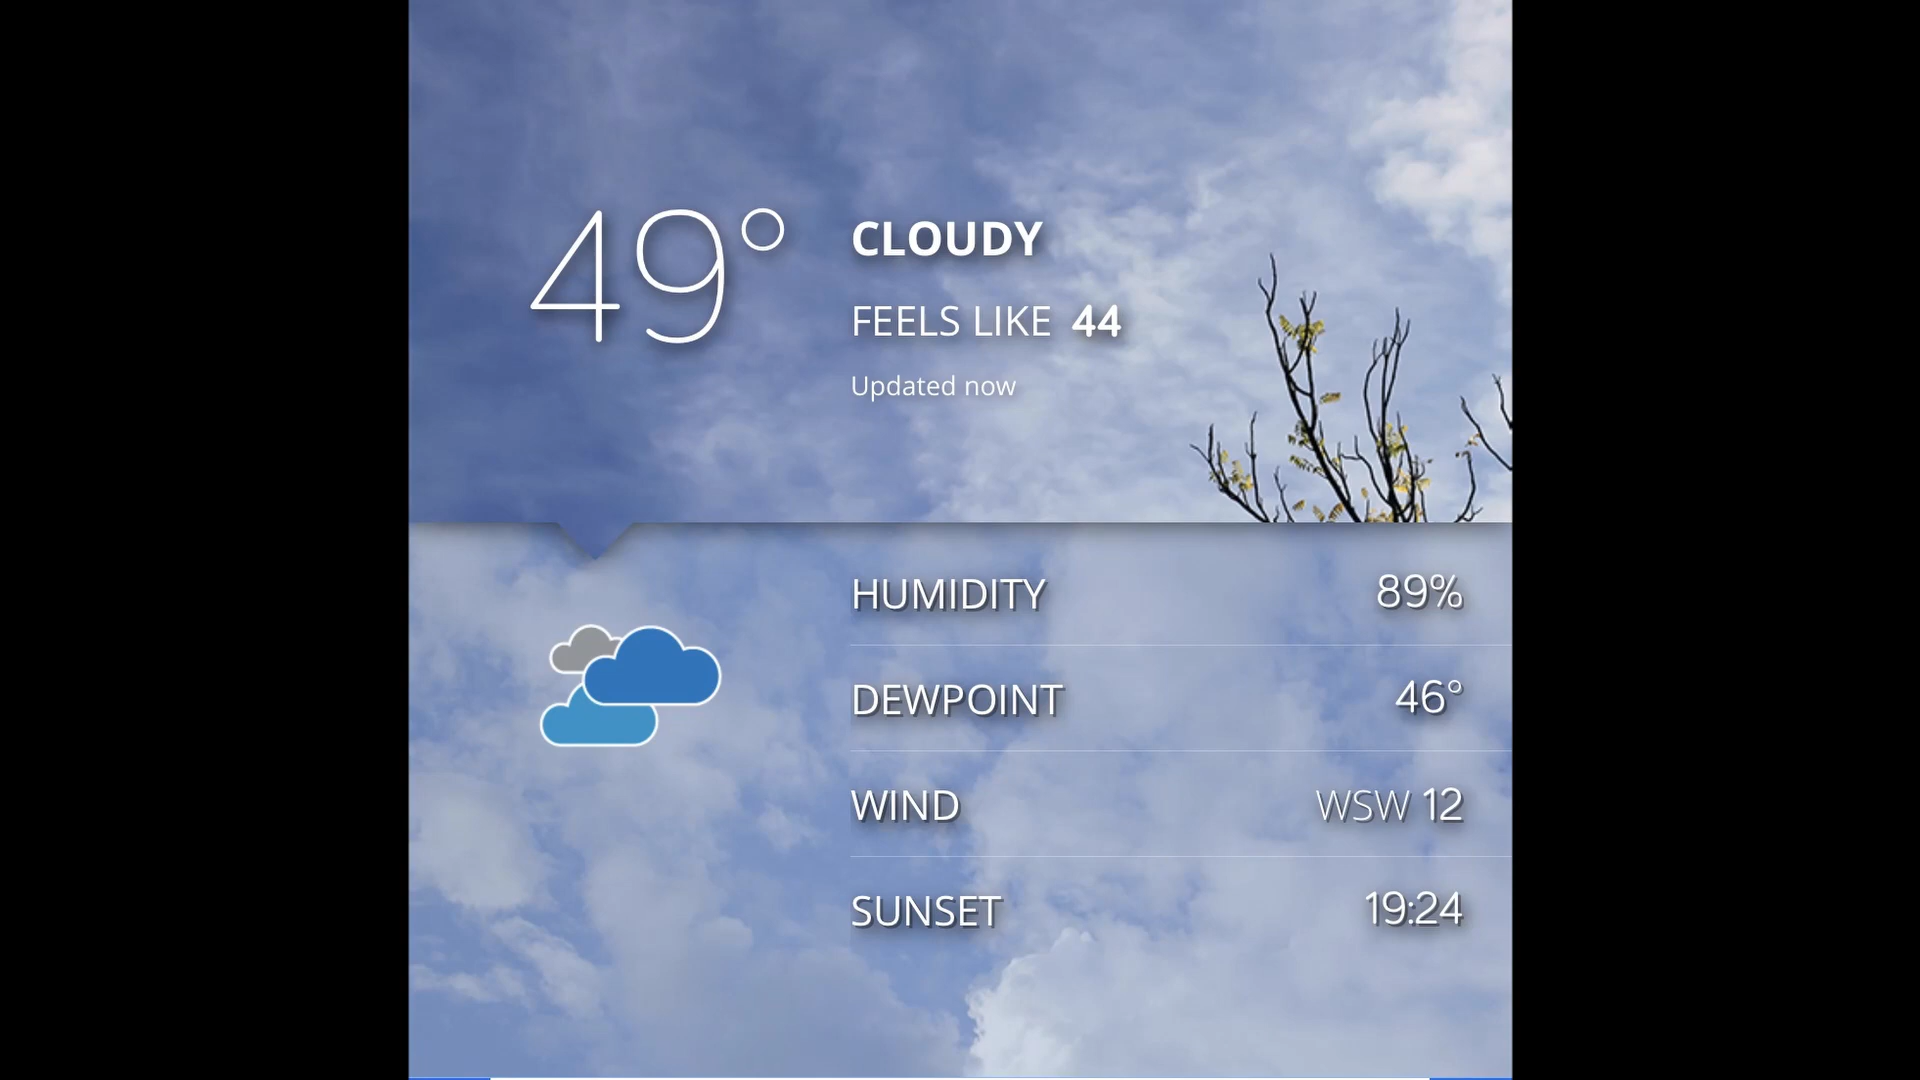 49°
CLOUDY
FEELS LIKE 44
Updated now
HUMIDITY 89%
DEWPOINT 46°
WIND WSW 12
SUNSET 19:24